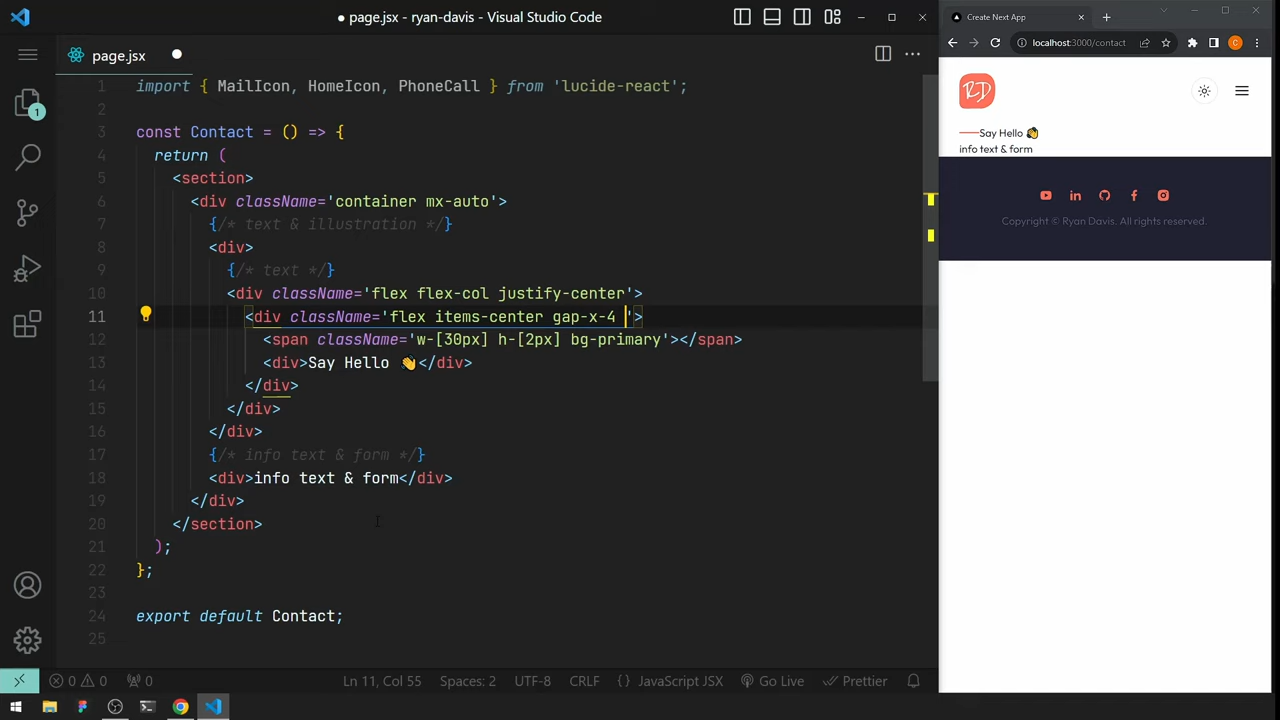 page.jsx - ryan-davis - Visual Studio Code
page.jsx
1 import { MailIcon, HomeIcon, PhoneCall } from 'lucide-react';
2
3 const Contact = () => {
4 return (
5 <section>
6 <div className='container mx-auto'>
7 {/* text & illustration */}
8 <div>
9 {/* text */}
10 <div className='flex flex-col justify-center'>
11 <div className='flex items-center gap-x-4 '>
12 <span className='w-[30px] h-[2px] bg-primary'></span>
13 <div>Say Hello 👋</div>
14 </div>
15 </div>
16 </div>
17 {/* info text & form */}
18 <div>info text & form</div>
19 </div>
20 </section>
21 );
22 };
23
24 export default Contact;
25
1
0 0 0
Ln 11, Col 55
Spaces: 2
UTF-8
CRLF
{} JavaScript JSX
Go Live
Prettier
Create Next App
localhost:3000/contact
C
RD
Say Hello 👋
info text & form
Copyright © Ryan Davis. All rights reserved.